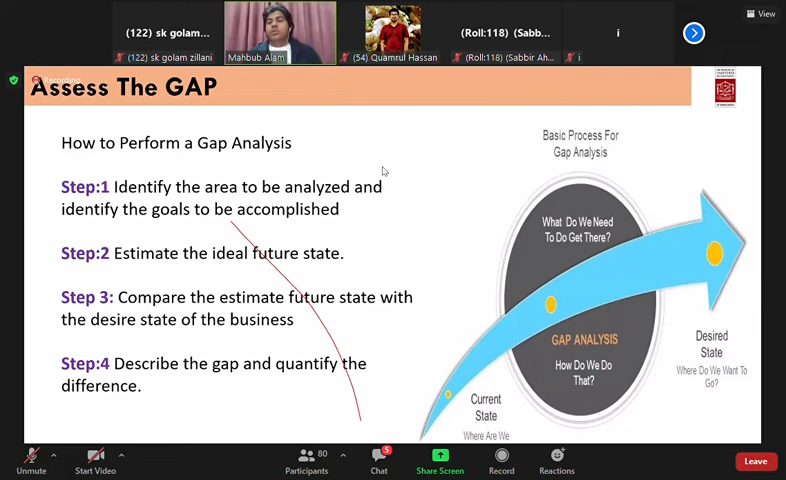 (122) sk golam...
(Roll:118) (Sabb...
i
View
(122) sk golam zillani
Mahbub Alam
(54) Quamrul Hassan
(Roll:118) (Sabbir Ah...
i
Recording
Assess The GAP
How to Perform a Gap Analysis
Step:1 Identify the area to be analyzed and
identify the goals to be accomplished
Step:2 Estimate the ideal future state.
Step 3: Compare the estimate future state with
the desire state of the business
Step:4 Describe the gap and quantify the
difference.
Basic Process For
Gap Analysis
What Do We Need
To Do Get There?
GAP ANALYSIS
How Do We Do
That?
Desired
State
Where Do We Want To
Go?
Current
State
Where Are We
Unmute
Start Video
80
Participants
5
Chat
Share Screen
Record
Reactions
Leave